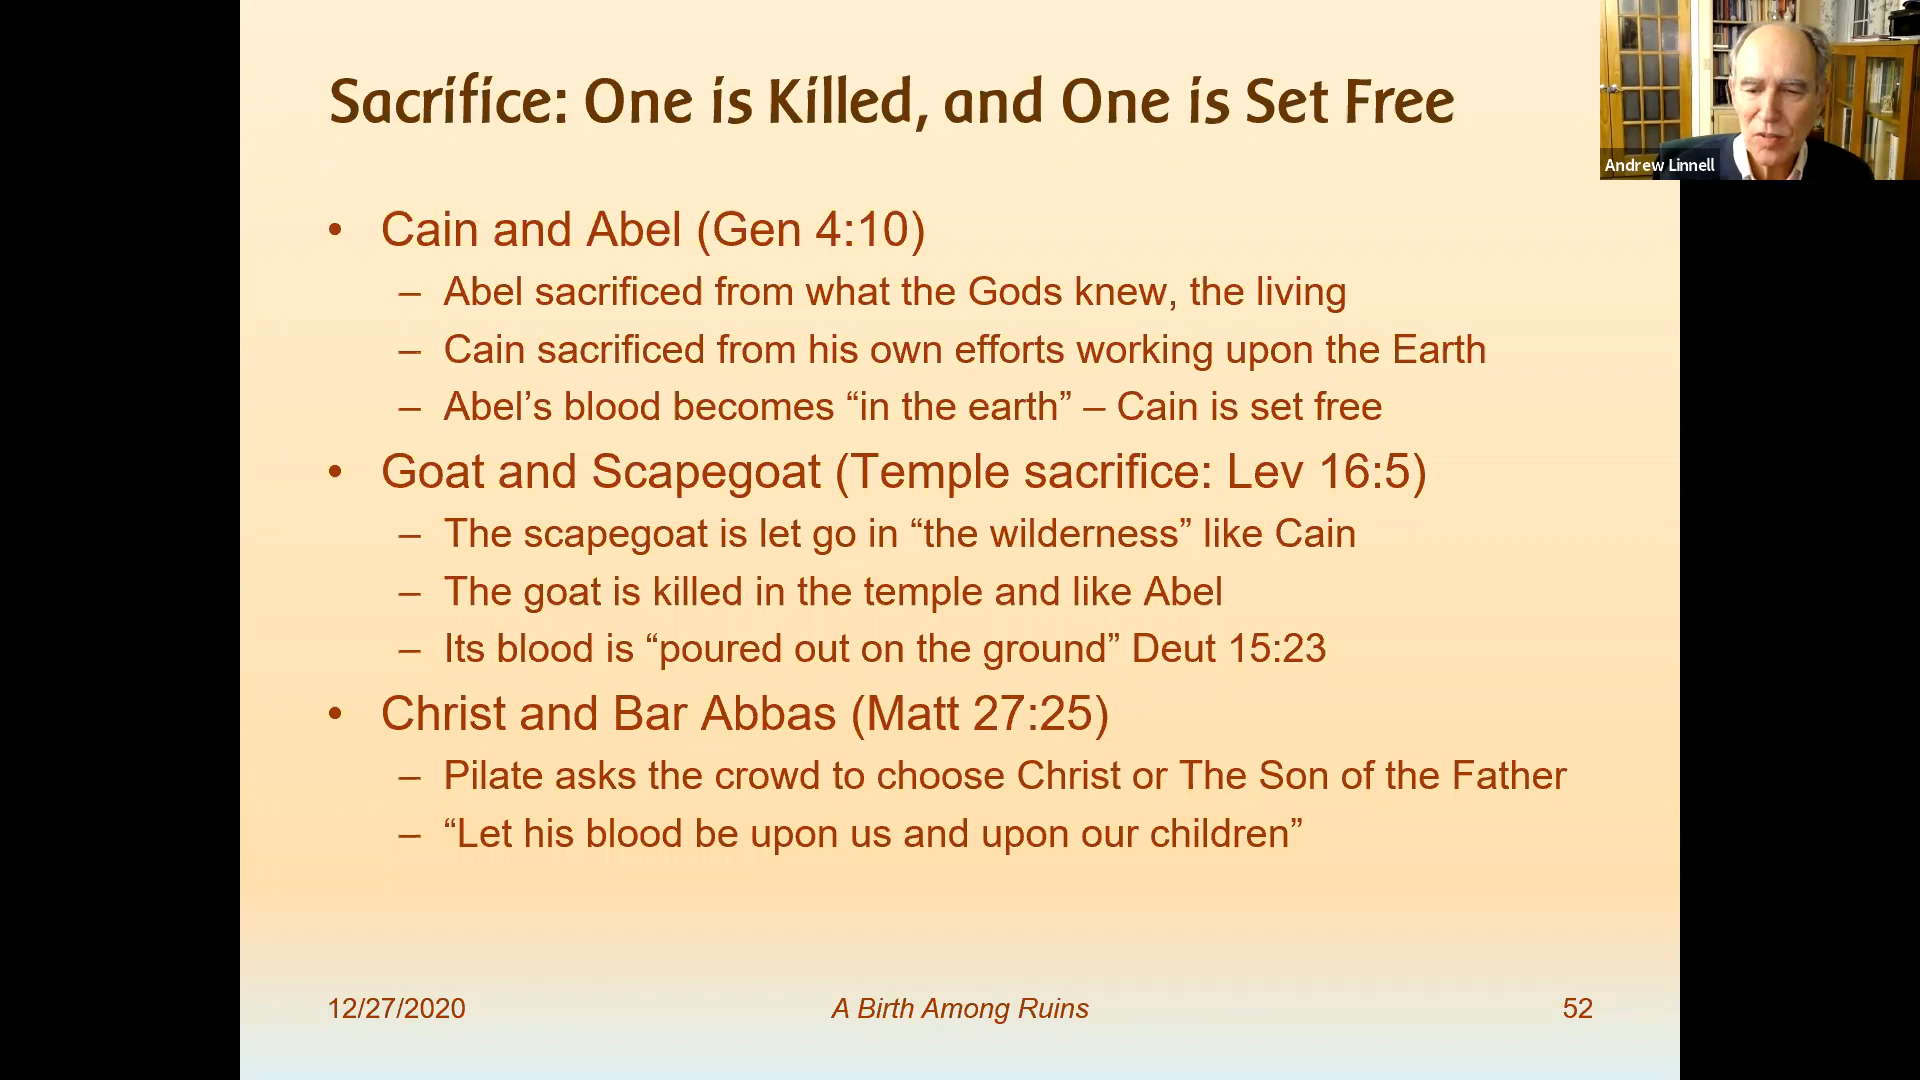 Sacrifice: One is Killed, and One is Set Free
Andrew Linnell
• Cain and Abel (Gen 4:10)
– Abel sacrificed from what the Gods knew, the living
– Cain sacrificed from his own efforts working upon the Earth
– Abel’s blood becomes “in the earth” – Cain is set free
• Goat and Scapegoat (Temple sacrifice: Lev 16:5)
– The scapegoat is let go in “the wilderness” like Cain
– The goat is killed in the temple and like Abel
– Its blood is “poured out on the ground” Deut 15:23
• Christ and Bar Abbas (Matt 27:25)
– Pilate asks the crowd to choose Christ or The Son of the Father
– “Let his blood be upon us and upon our children”
12/27/2020
A Birth Among Ruins
52